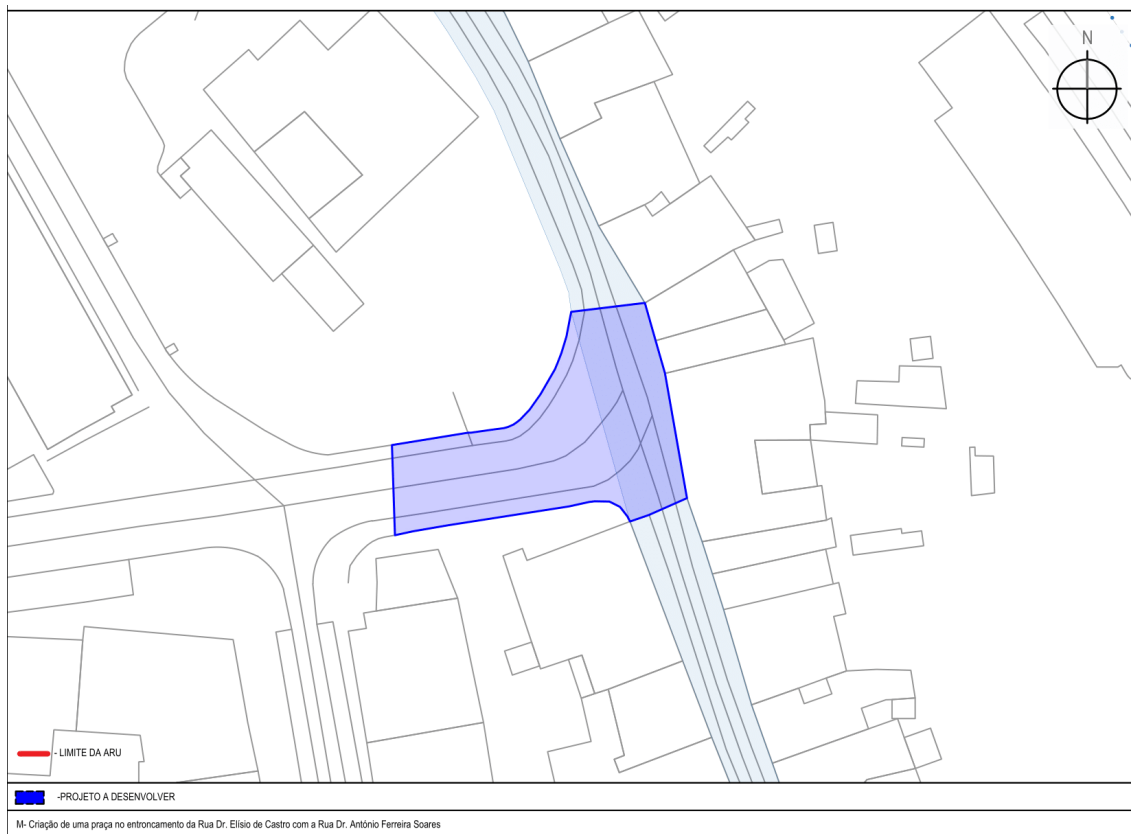 N
- LIMITE DA ARU
-PROJETO A DESENVOLVER
M- Criação de uma praça no entroncamento da Rua Dr. Elísio de Castro com a Rua Dr. António Ferreira Soares